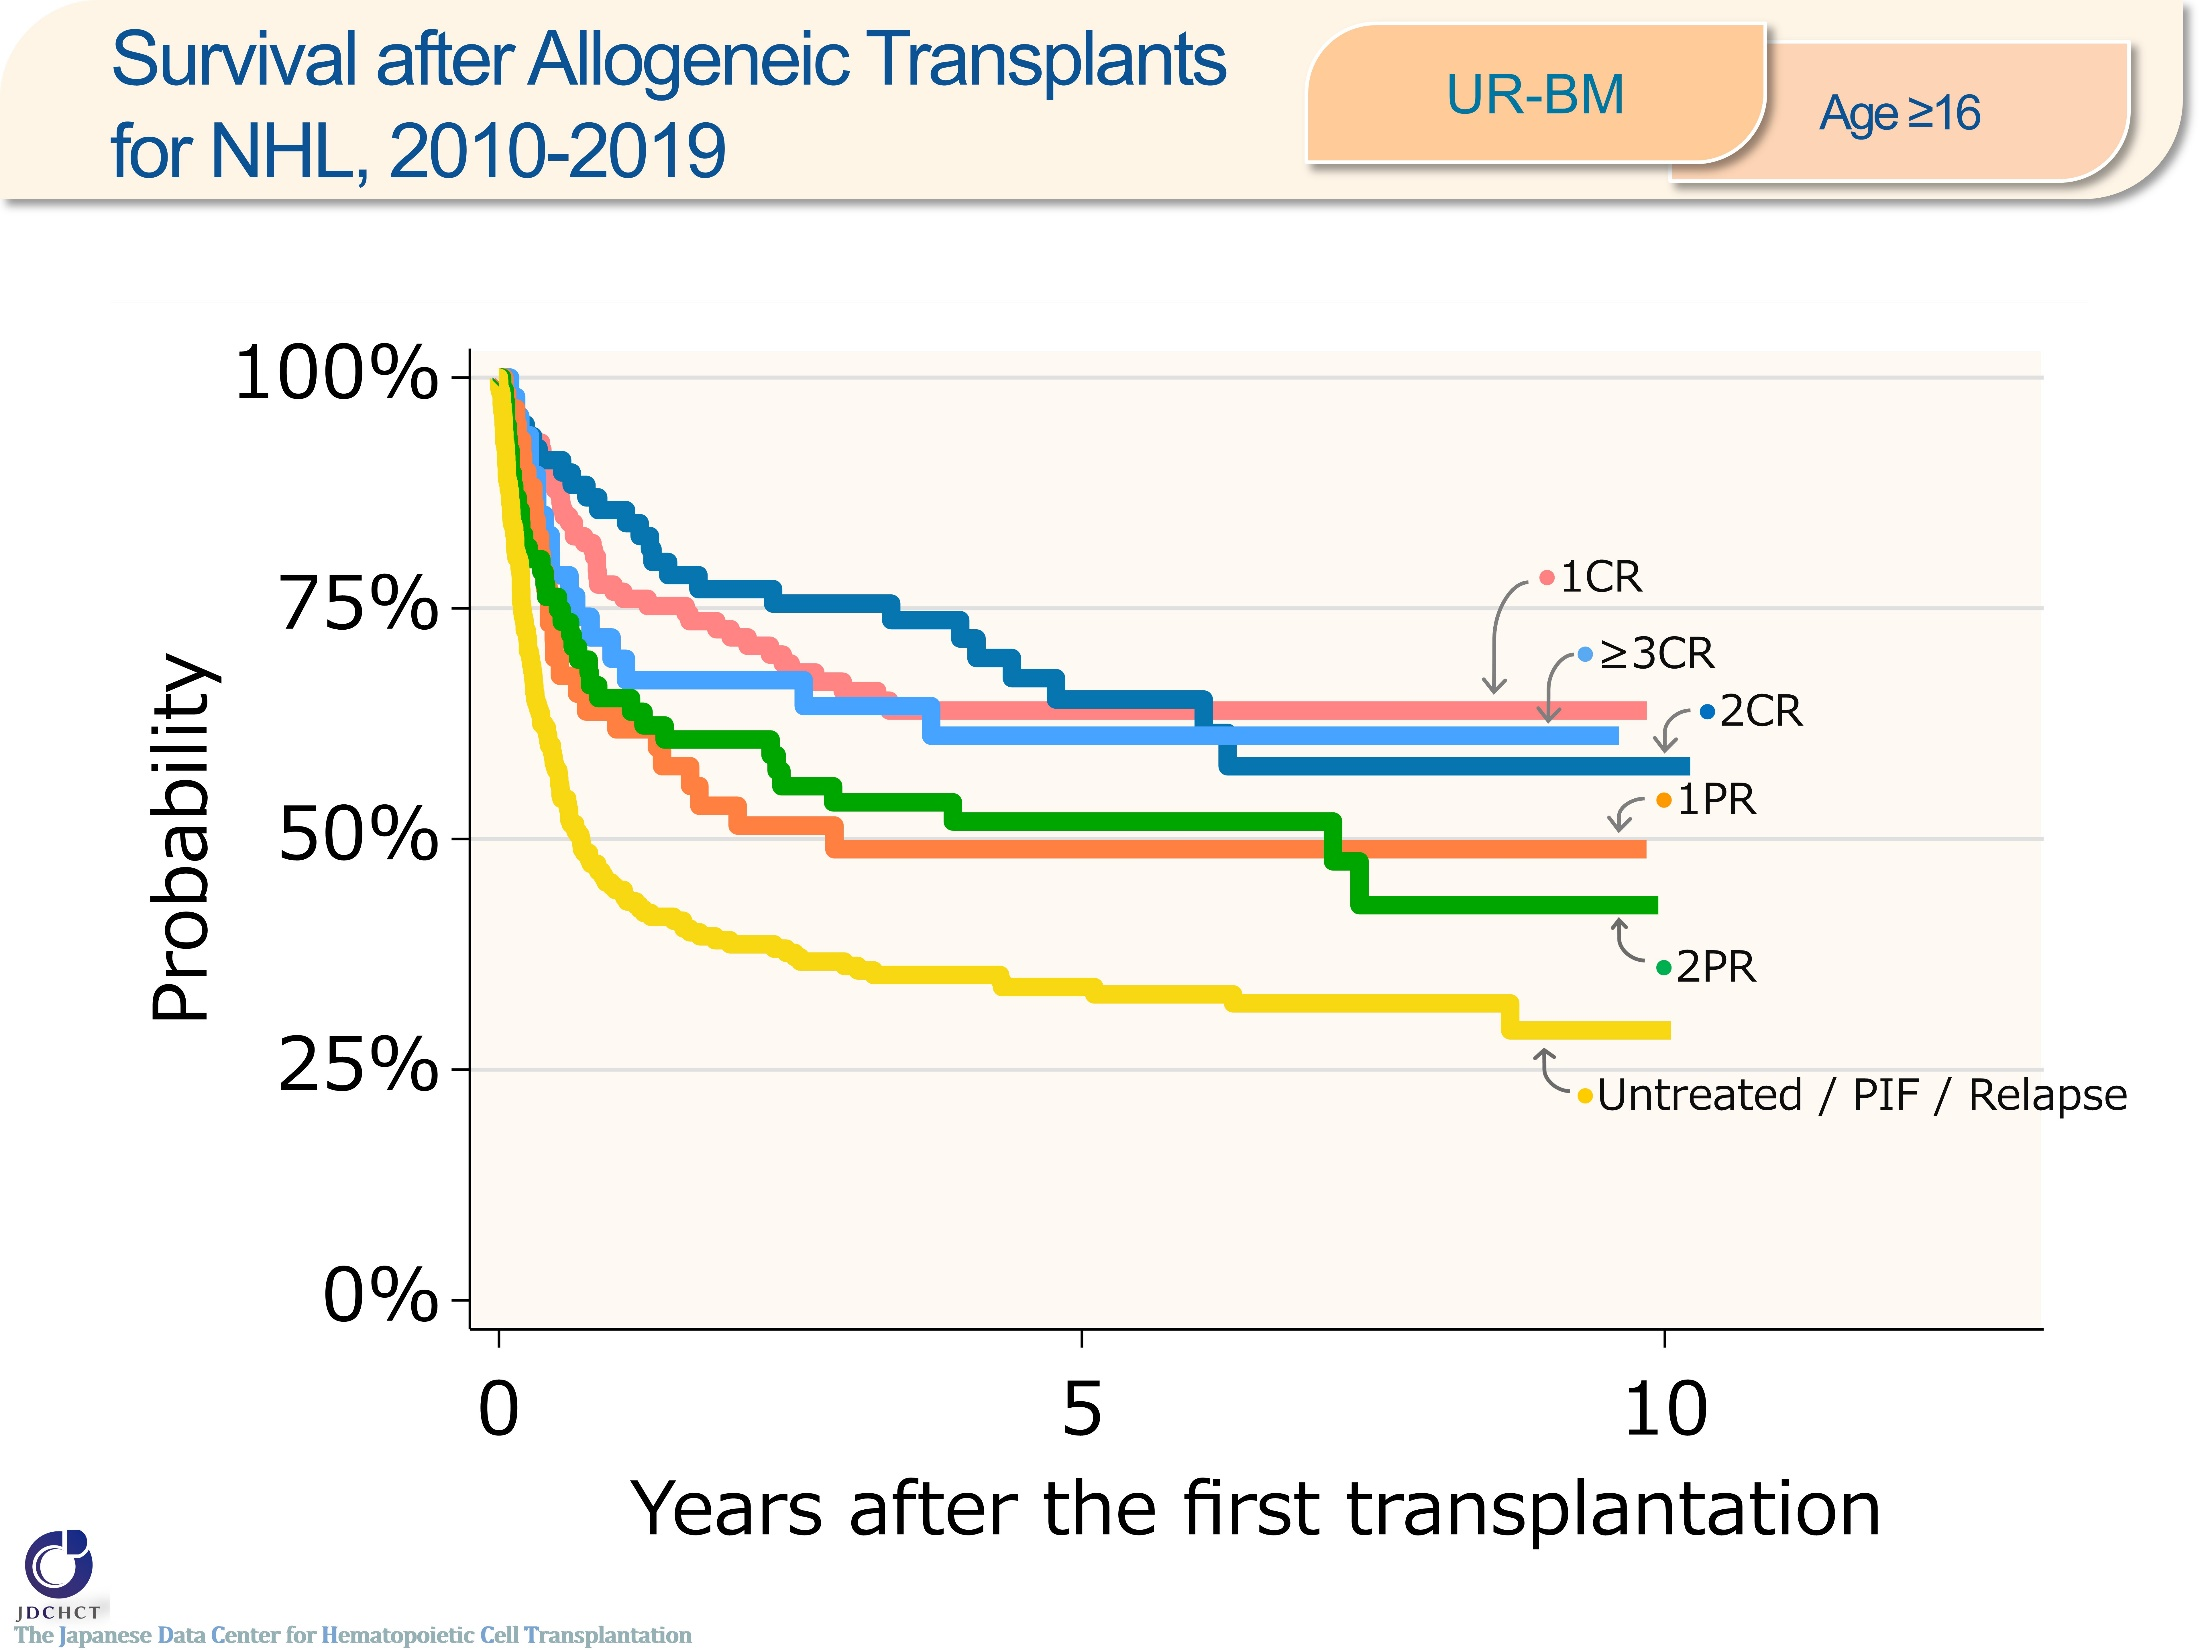 Survival after Allogeneic Transplants
for NHL, 2010-2019
UR-BM
Age ≥16
100%
75%
50%
25%
0%
Probability
1CR
≥3CR
2CR
1PR
2PR
Untreated / PIF / Relapse
0 5 10
Years after the first transplantation
JDCHCT
The Japanese Data Center for Hematopoietic Cell Transplantation